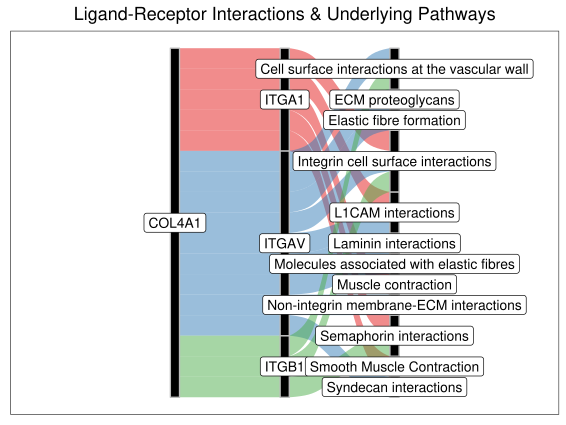 Ligand-Receptor Interactions & Underlying Pathways
Cell surface interactions at the vascular wall
ITGA1
ECM proteoglycans
Elastic fibre formation
Integrin cell surface interactions
L1CAM interactions
COL4A1
ITGAV
Laminin interactions
Molecules associated with elastic fibres
Muscle contraction
Non-integrin membrane-ECM interactions
Semaphorin interactions
ITGB1
Smooth Muscle Contraction
Syndecan interactions